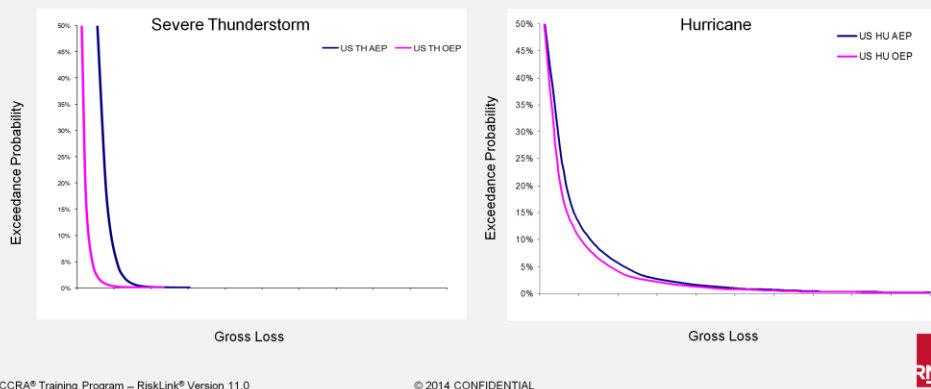 Severe Thunderstorm
US TH AEP
US TH OEP
50%
45%
40%
35%
30%
25%
20%
15%
10%
5%
0%
Exceedance Probability
Gross Loss
Hurricane
US HU AEP
US HU OEP
50%
45%
40%
35%
30%
25%
20%
15%
10%
5%
0%
Exceedance Probability
Gross Loss
CCRA® Training Program – RiskLink® Version 11.0
© 2014 CONFIDENTIAL